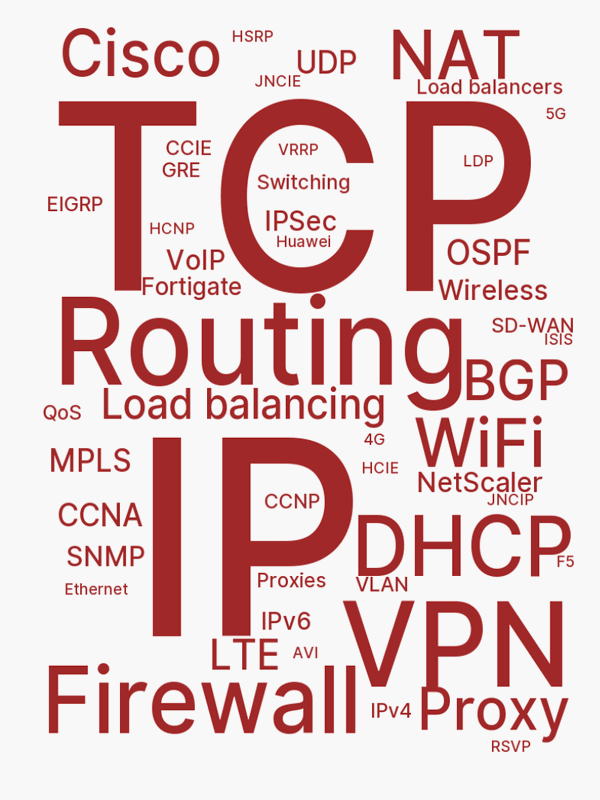 Cisco
HSRP
UDP
NAT
JNCIE
Load balancers
TCP
5G
CCIE
VRRP
LDP
GRE
Switching
EIGRP
IPSec
HCNP
Huawei
VoIP
OSPF
Fortigate
Wireless
Routing
SD-WAN
ISIS
BGP
QoS
Load balancing
WiFi
4G
MPLS
HCIE
NetScaler
IP
CCNP
JNCIP
CCNA
DHCP
SNMP
F5
Ethernet
Proxies
VLAN
IPv6
VPN
LTE
AVI
Firewall
IPv4
Proxy
RSVP